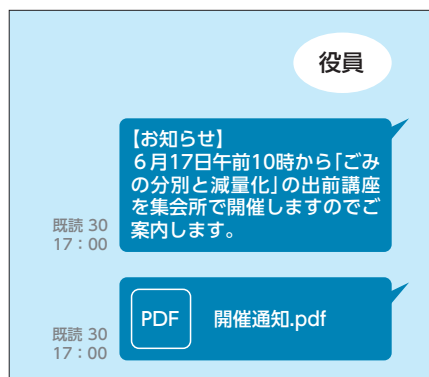 役員
【お知らせ】
６月17日午前10時から「ごみ
の分別と減量化」の出前講座
を集会所で開催しますのでご
案内します。
既読 30
17：00
PDF 開催通知.pdf
既読 30
17：00